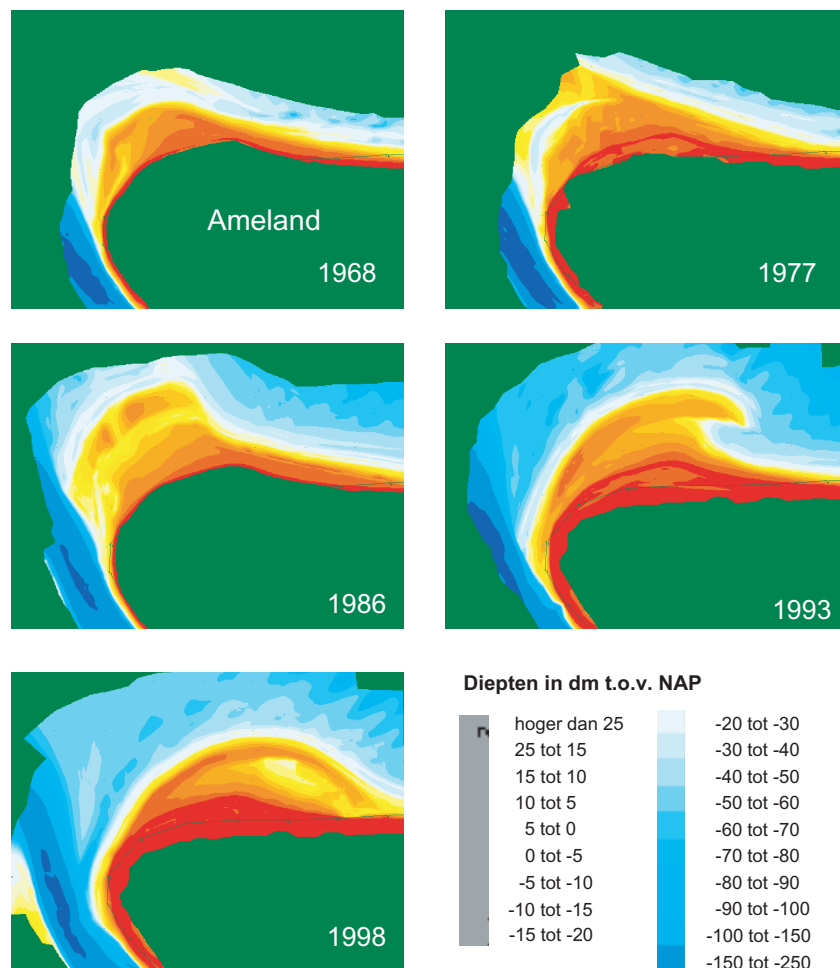 Ameland
1968
1977
1986
1993
1998
Diepten in dm t.o.v. NAP
hoger dan 25
25 tot 15
15 tot 10
10 tot 5
5 tot 0
0 tot -5
-5 tot -10
-10 tot -15
-15 tot -20
-20 tot -30
-30 tot -40
-40 tot -50
-50 tot -60
-60 tot -70
-70 tot -80
-80 tot -90
-90 tot -100
-100 tot -150
-150 tot -250